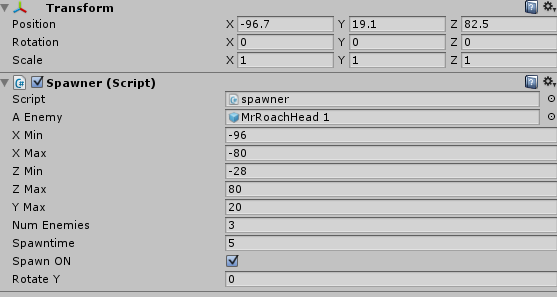 Transform
Position X -96.7 Y 19.1 Z 82.5
Rotation X 0 Y 0 Z 0
Scale X 1 Y 1 Z 1
Spawner (Script)
Script spawner
A Enemy MrRoachHead 1
X Min -96
X Max -80
Z Min -28
Z Max 80
Y Max 20
Num Enemies 3
Spawntime 5
Spawn ON
Rotate Y 0